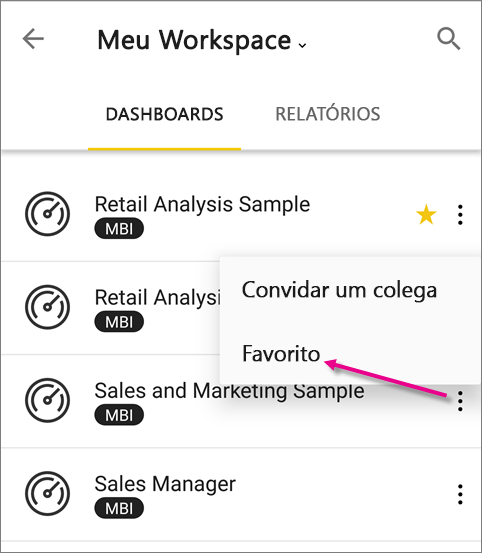 Meu Workspace
DASHBOARDS RELATÓRIOS
Retail Analysis Sample
MBI
Convidar um colega
Retail Analysi
MBI
Favorito
Sales and Marketing Sample
MBI
Sales Manager
MBI